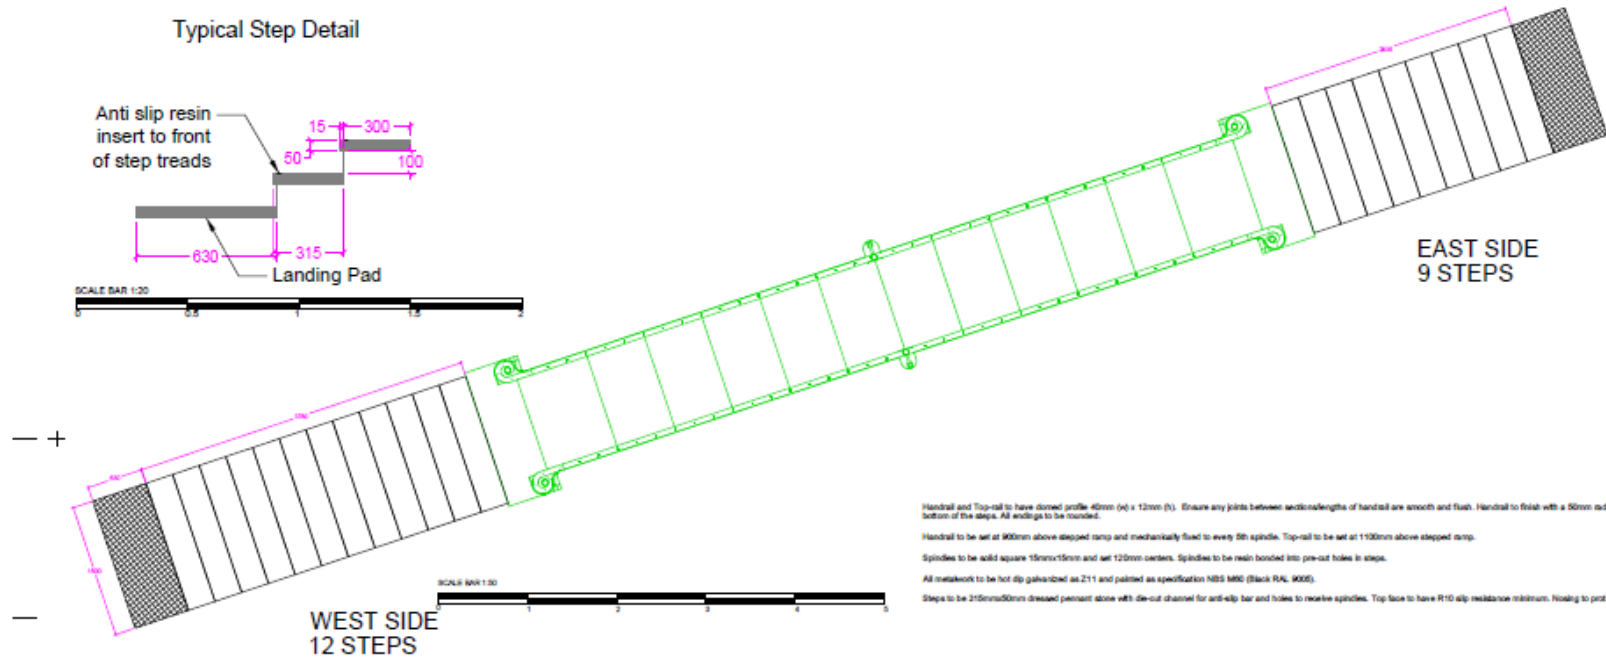 Typical Step Detail
Anti slip resin
insert to front
of step treads
15
300
50
100
630
315
Landing Pad
SCALE BAR 1:20
0
0.5
1
1.5
2
EAST SIDE
9 STEPS
WEST SIDE
12 STEPS
SCALE BAR 1:50
0
1
2
3
4
5
Handrail and Top-rail to have domed profile 40mm (w) x 12mm (h). Ensure any joints between sections/lengths of handrail are smooth and flush. Handrail to finish with a 50mm rad
bottom of the steps. All endings to be rounded.
Handrail to be set at 900mm above stepped ramp and mechanically fixed to every 5th spindle. Top-rail to be set at 1100mm above stepped ramp.
Spindles to be solid square 15mmx15mm and set 120mm centers. Spindles to be resin bonded into pre-cut holes in steps.
All metalwork to be hot dip galvanized as Z11 and painted as specification NBS M60 (Black RAL 9005).
Steps to be 315mmx50mm dressed pennant stone with die-cut channel for anti-slip bar and holes to receive spindles. Top face to have R10 slip resistance minimum. Nosing to prot